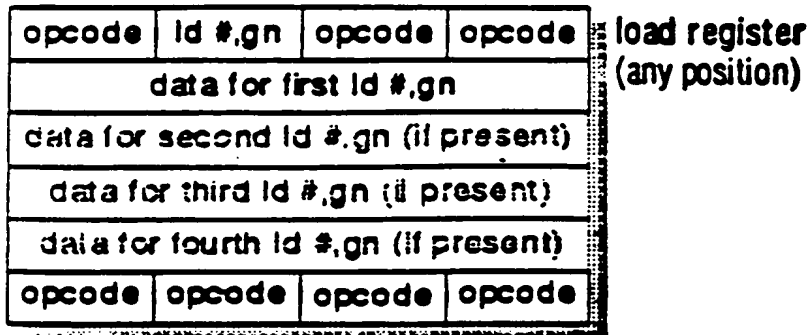 opcode ld #,gn opcode opcode load register
(any position)
data for first ld #,gn
data for second ld #,gn (if present)
data for third ld #,gn (if present)
data for fourth ld #,gn (if present)
opcode opcode opcode opcode